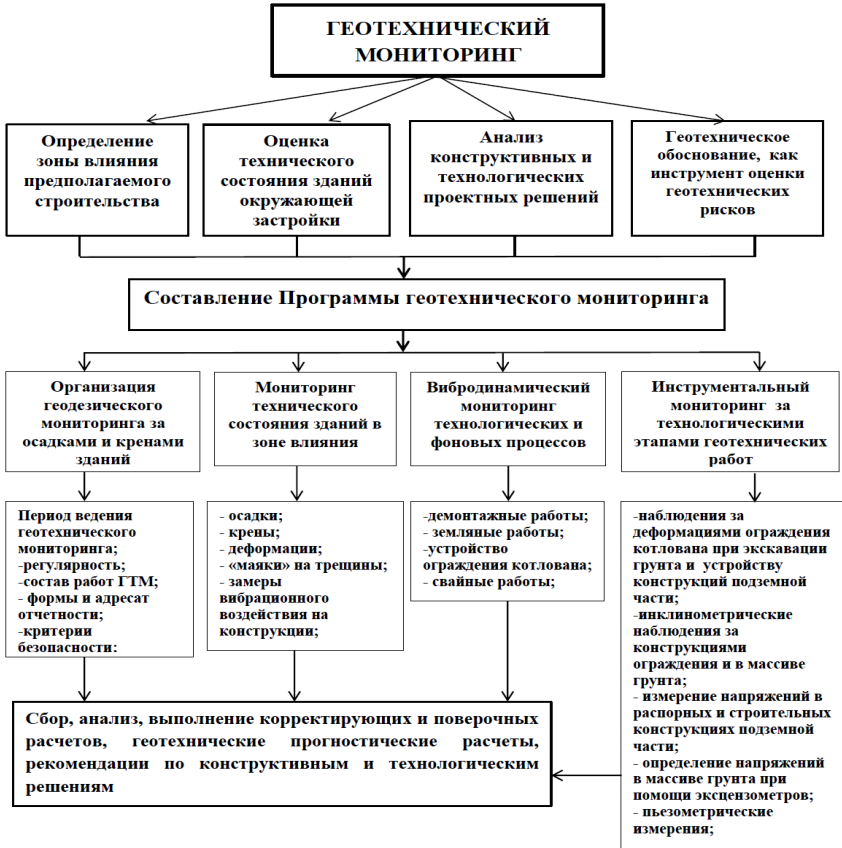 ГЕОТЕХНИЧЕСКИЙ
МОНИТОРИНГ
Определение
зоны влияния
предполагаемого
строительства
Оценка
технического
состояния зданий
окружающей
застройки
Анализ
конструктивных и
технологических
проектных решений
Геотехническое
обоснование, как
инструмент оценки
геотехнических
рисков
Составление Программы геотехнического мониторинга
Организация
геодезического
мониторинга за
осадками и кренами
зданий
Мониторинг
технического
состояния зданий в
зоне влияния
Вибродинамический
мониторинг
технологических и
фоновых процессов
Инструментальный
мониторинг за
технологическими
этапами геотехнических
работ
Период ведения
геотехнического
мониторинга;
-регулярность;
-состав работ ГТМ;
- формы и адресат
отчетности;
-критерии
безопасности:
- осадки;
- крены;
- деформации;
- «маяки» на трещины;
- замеры
вибрационного
воздействия на
конструкции;
-демонтажные работы;
- земляные работы;
-устройство
ограждения котлована;
- свайные работы;
-наблюдения за
деформациями ограждения
котлована при экскавации
грунта и устройству
конструкций подземной
части;
-инклинометрические
наблюдения за
конструкциями
ограждения и в массиве
грунта;
- измерение напряжений в
распорных и строительных
конструкциях подземной
части;
- определение напряжений
в массиве грунта при
помощи эксцензометров;
- пьезометрические
измерения;
Сбор, анализ, выполнение корректирующих и поверочных
расчетов, геотехнические прогностические расчеты,
рекомендации по конструктивным и технологическим
решениям